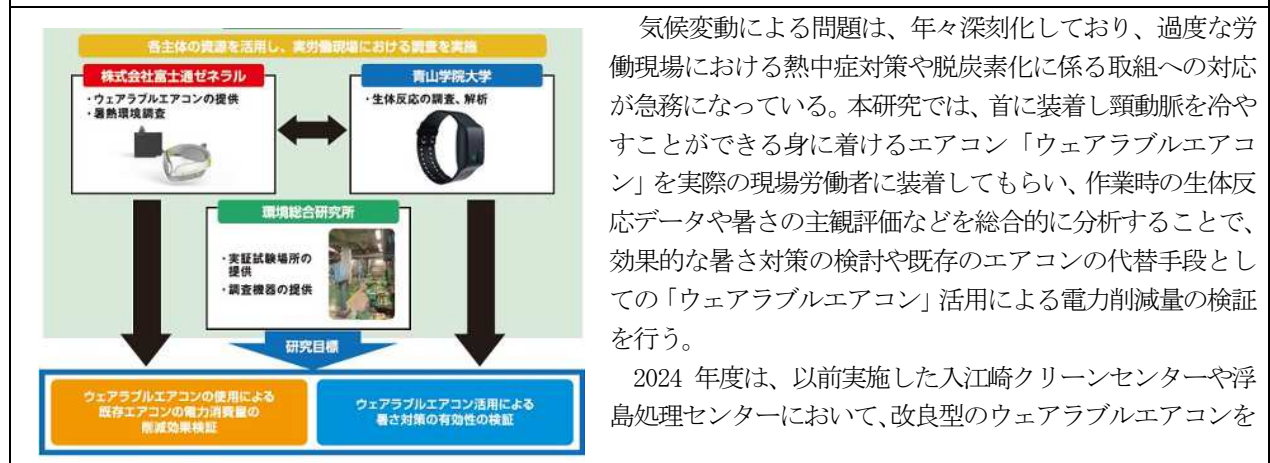 各主体の資源を活用し、実労働現場における調査を実施
株式会社富士通ゼネラル
・ウェアラブルエアコンの提供
・暑熱環境調査
青山学院大学
・生体反応の調査、解析
環境総合研究所
・実証試験場所の
提供
・調査機器の提供
研究目標
ウェアラブルエアコンの使用による
既存エアコンの電力消費量の
削減効果検証
ウェアラブルエアコン活用による
暑さ対策の有効性の検証
気候変動による問題は、年々深刻化しており、過度な労
働現場における熱中症対策や脱炭素化に係る取組への対応
が急務になっている。本研究では、首に装着し頸動脈を冷や
すことができる身に着けるエアコン「ウェアラブルエアコ
ン」を実際の現場労働者に装着してもらい、作業時の生体反
応データや暑さの主観評価などを総合的に分析することで、
効果的な暑さ対策の検討や既存のエアコンの代替手段とし
ての「ウェアラブルエアコン」活用による電力削減量の検証
を行う。
2024 年度は、以前実施した入江崎クリーンセンターや浮
島処理センターにおいて、改良型のウェアラブルエアコンを